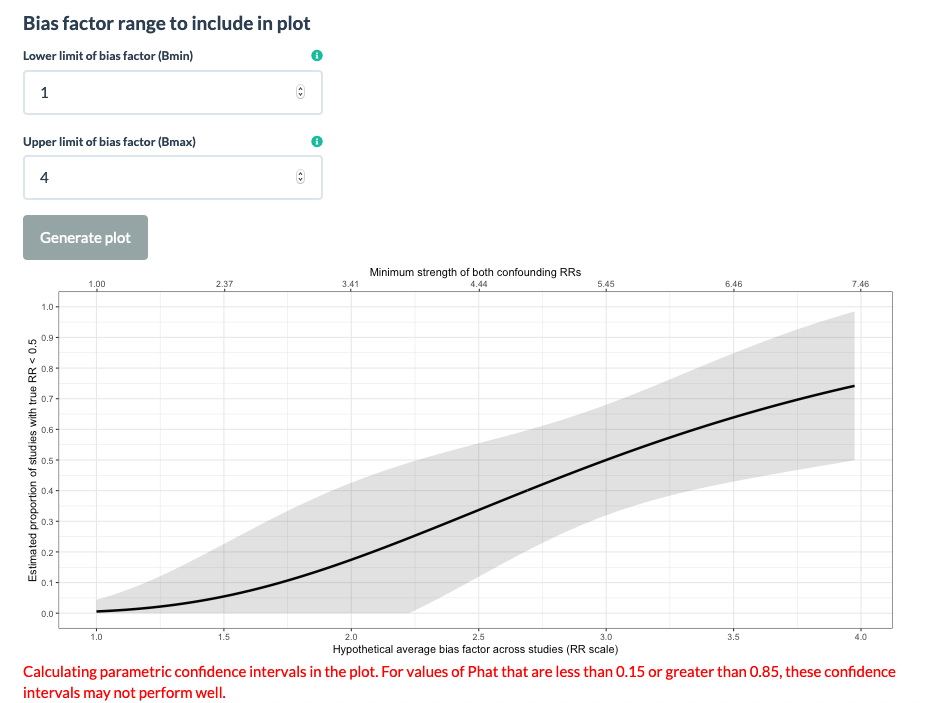 Bias factor range to include in plot
Lower limit of bias factor (Bmin)
1
Upper limit of bias factor (Bmax)
4
Generate plot
Minimum strength of both confounding RRs
1.00 2.37 3.41 4.44 5.45 6.46 7.46
Estimated proportion of studies with true RR < 0.5
1.0
0.9
0.8
0.7
0.6
0.5
0.4
0.3
0.2
0.1
0.0
1.0 1.5 2.0 2.5 3.0 3.5 4.0
Hypothetical average bias factor across studies (RR scale)
Calculating parametric confidence intervals in the plot. For values of Phat that are less than 0.15 or greater than 0.85, these confidence
intervals may not perform well.